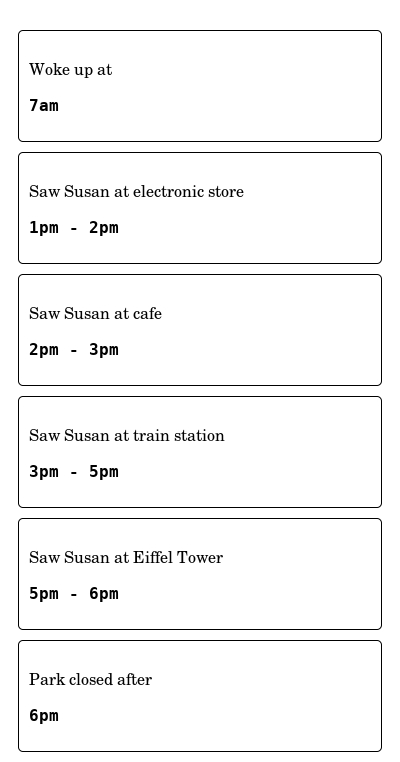 Woke up at
7am
Saw Susan at electronic store
1pm - 2pm
Saw Susan at cafe
2pm - 3pm
Saw Susan at train station
3pm - 5pm
Saw Susan at Eiffel Tower
5pm - 6pm
Park closed after
6pm